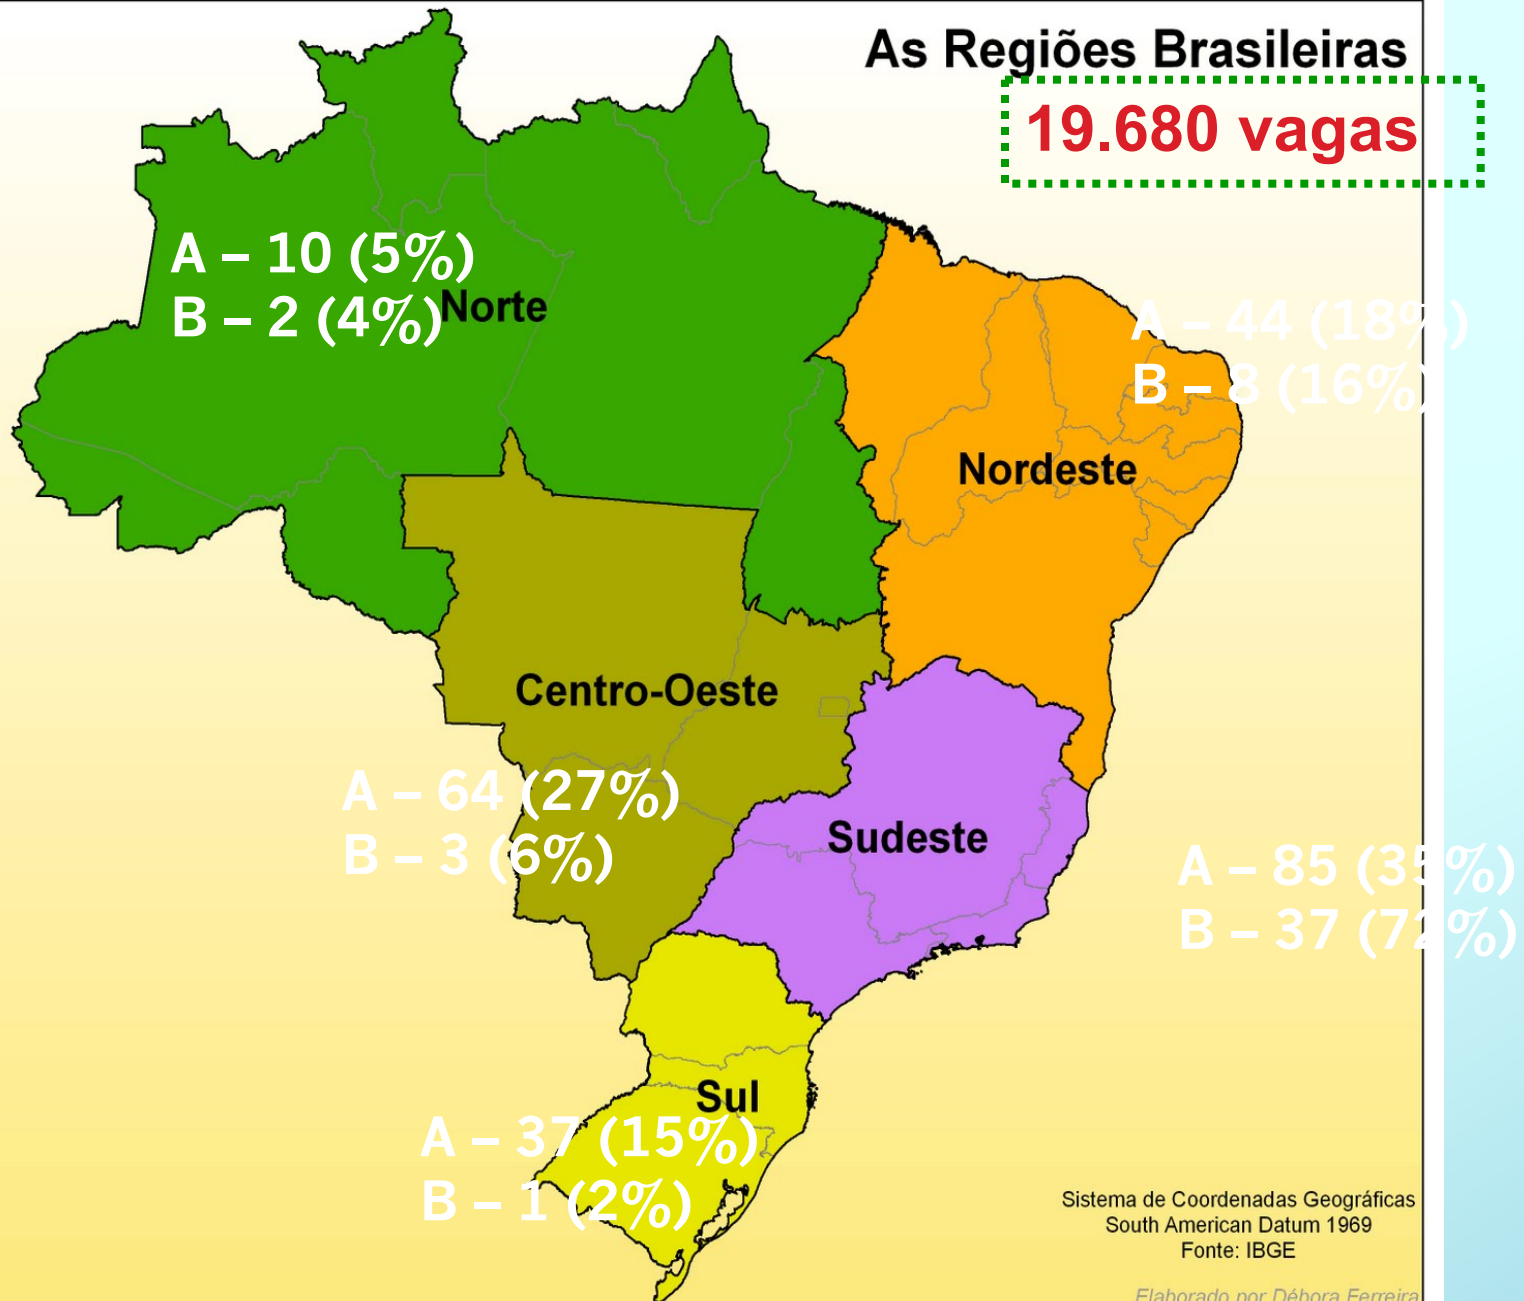 As Regiões Brasileiras
19.680 vagas
A – 10 (5%)
B – 2 (4%)
Norte
A – 44 (18%)
B – 8 (16%)
Nordeste
Centro-Oeste
A – 64 (27%)
B – 3 (6%)
Sudeste
A – 85 (35%)
B – 37 (72%)
Sul
A – 37 (15%)
B – 1 (2%)
Sistema de Coordenadas Geográficas
South American Datum 1969
Fonte: IBGE
Elaborado por Débora Ferreira